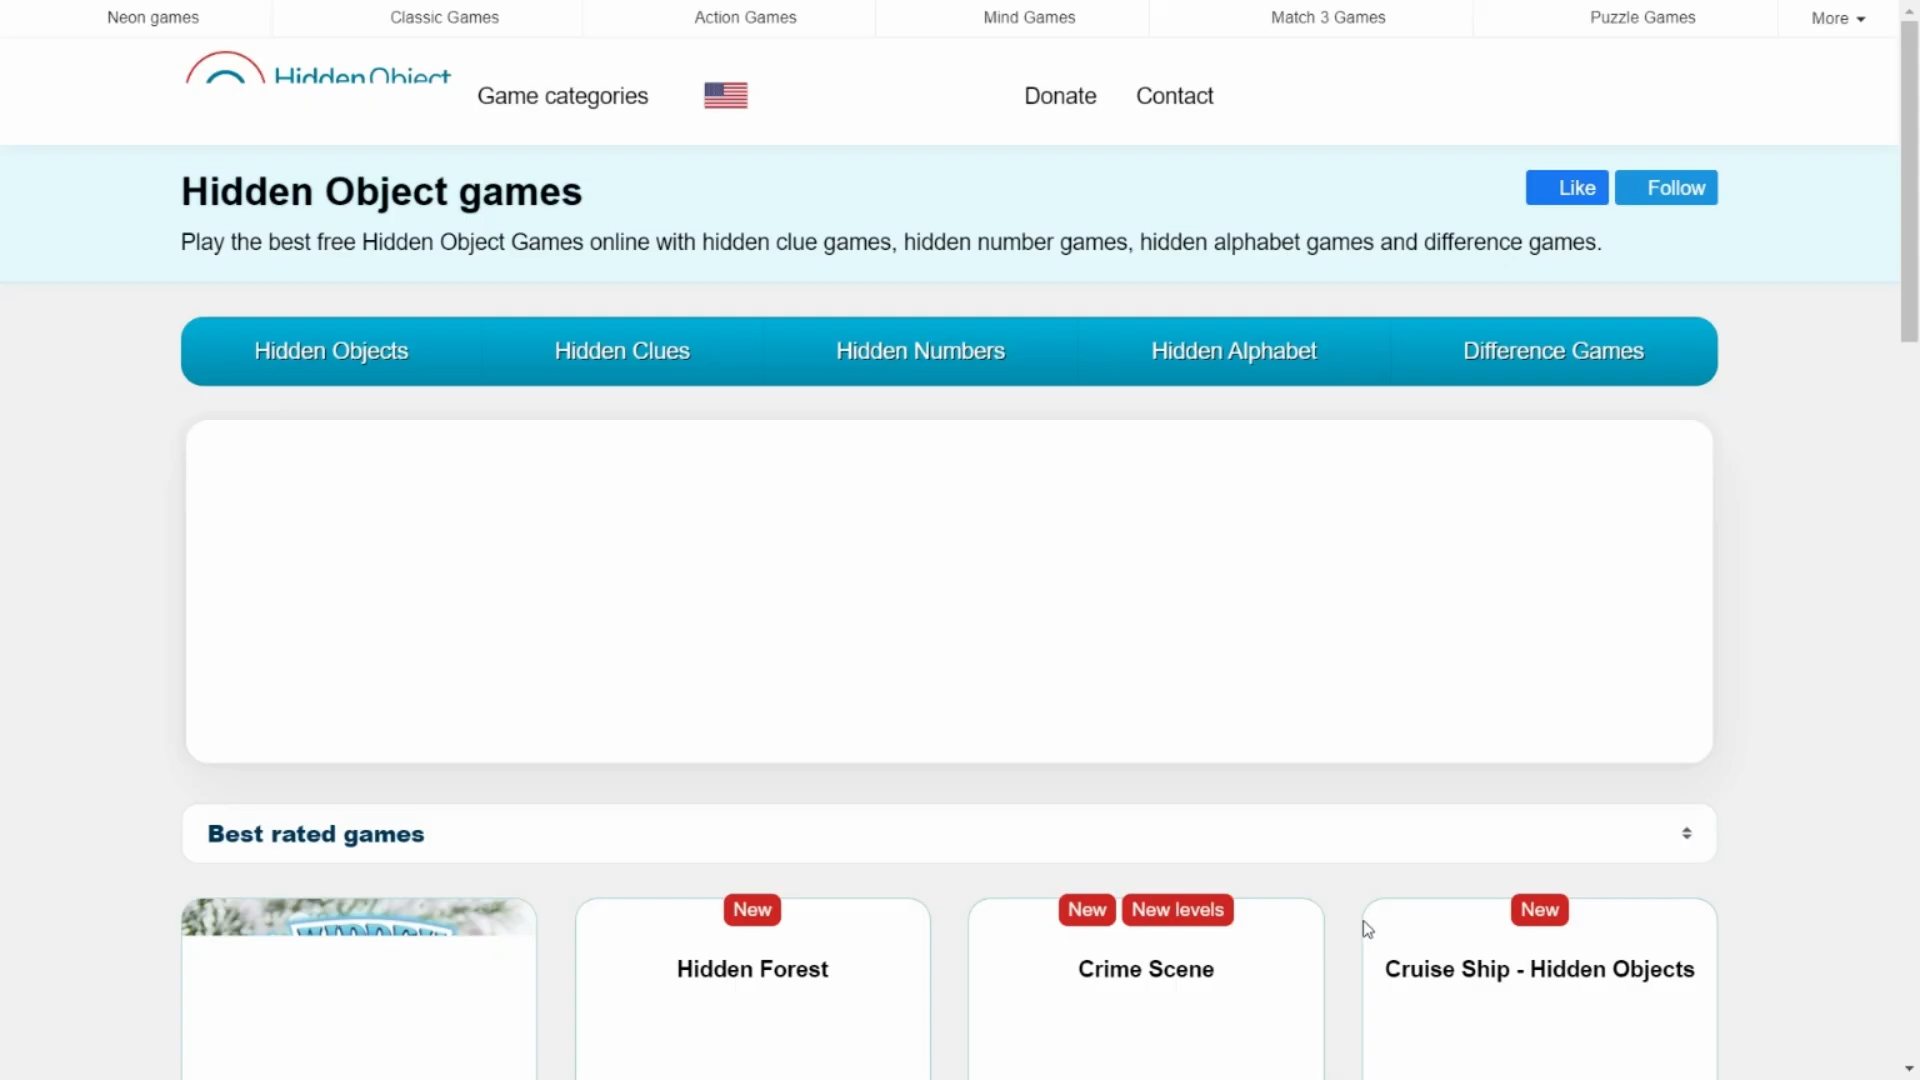 Neon games
Classic Games
Action Games
Mind Games
Match 3 Games
Puzzle Games
More
Hidden Object
Game categories
Donate
Contact
Hidden Object games
Like
Follow
Play the best free Hidden Object Games online with hidden clue games, hidden number games, hidden alphabet games and difference games.
Hidden Objects
Hidden Clues
Hidden Numbers
Hidden Alphabet
Difference Games
Best rated games
New
New
New levels
New
Hidden Forest
Crime Scene
Cruise Ship - Hidden Objects